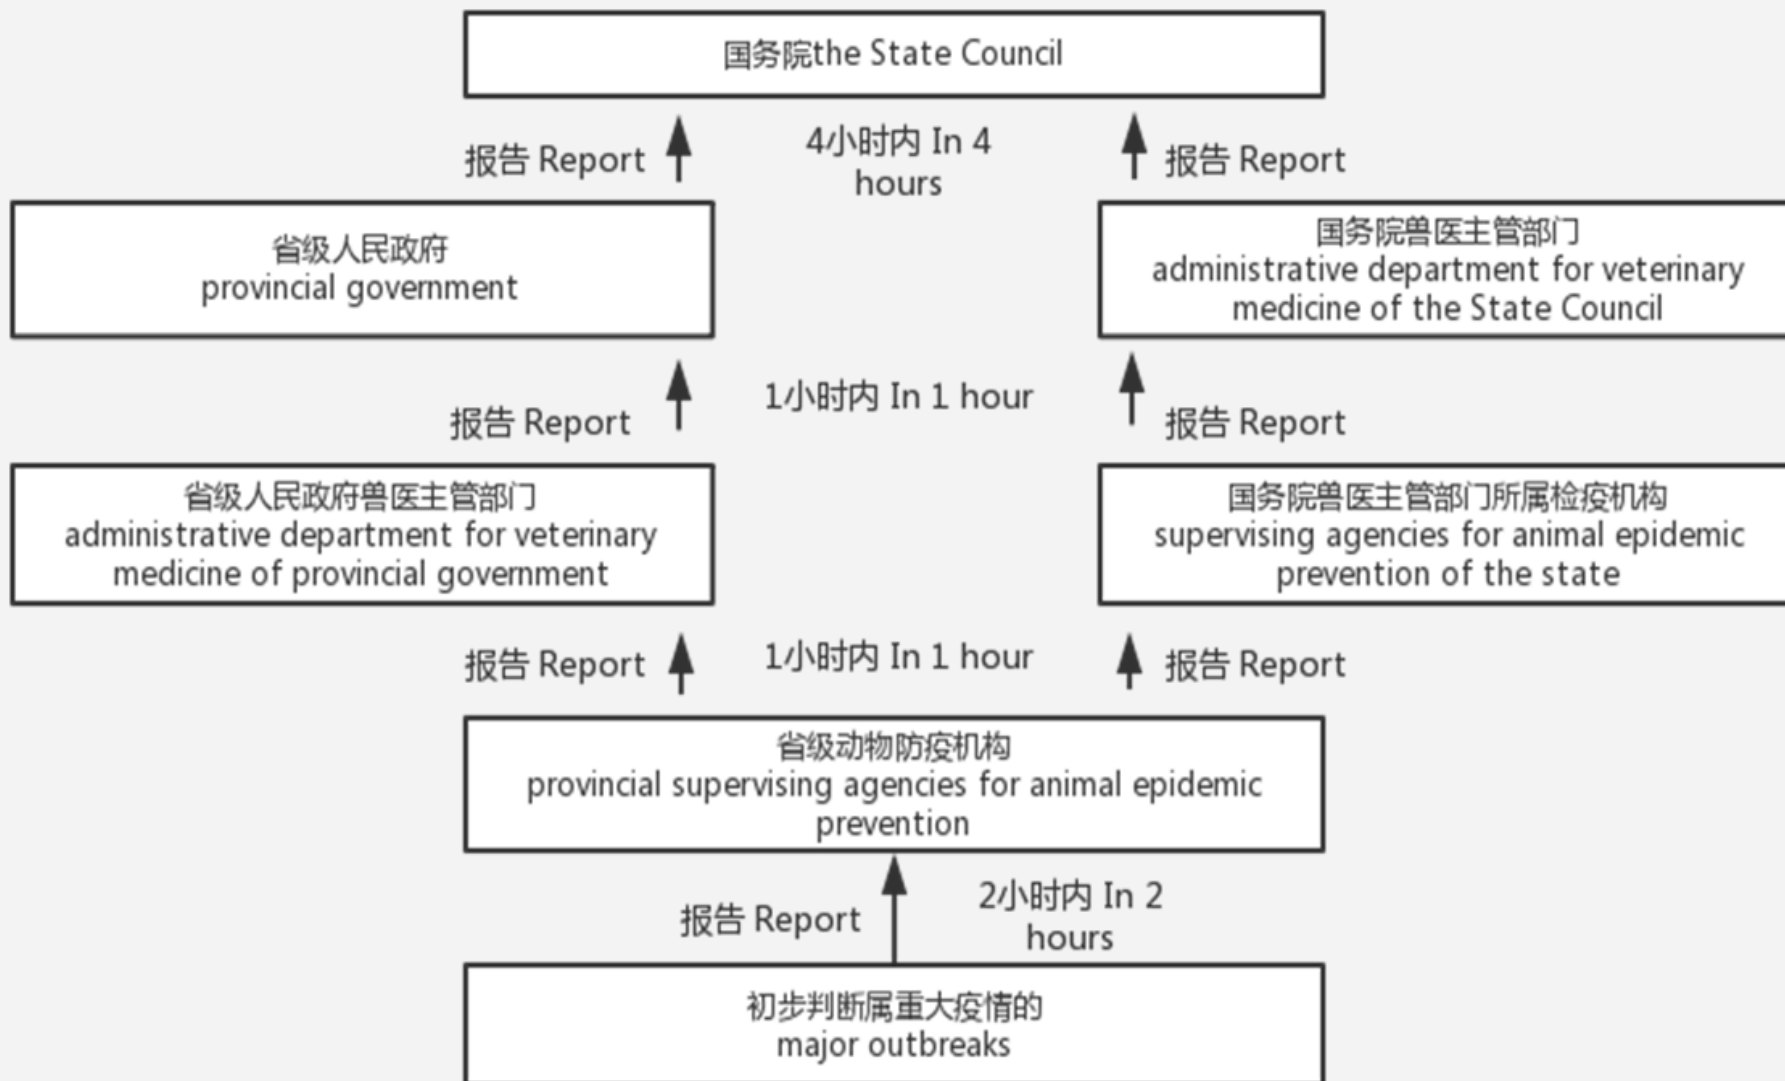 国务院the State Council
报告 Report
4小时内 In 4
hours
报告 Report
省级人民政府
provincial government
国务院兽医主管部门
administrative department for veterinary
medicine of the State Council
报告 Report
1小时内 In 1 hour
报告 Report
省级人民政府兽医主管部门
administrative department for veterinary
medicine of provincial government
国务院兽医主管部门所属检疫机构
supervising agencies for animal epidemic
prevention of the state
报告 Report
1小时内 In 1 hour
报告 Report
省级动物防疫机构
provincial supervising agencies for animal epidemic
prevention
报告 Report
2小时内 In 2
hours
初步判断属重大疫情的
major outbreaks